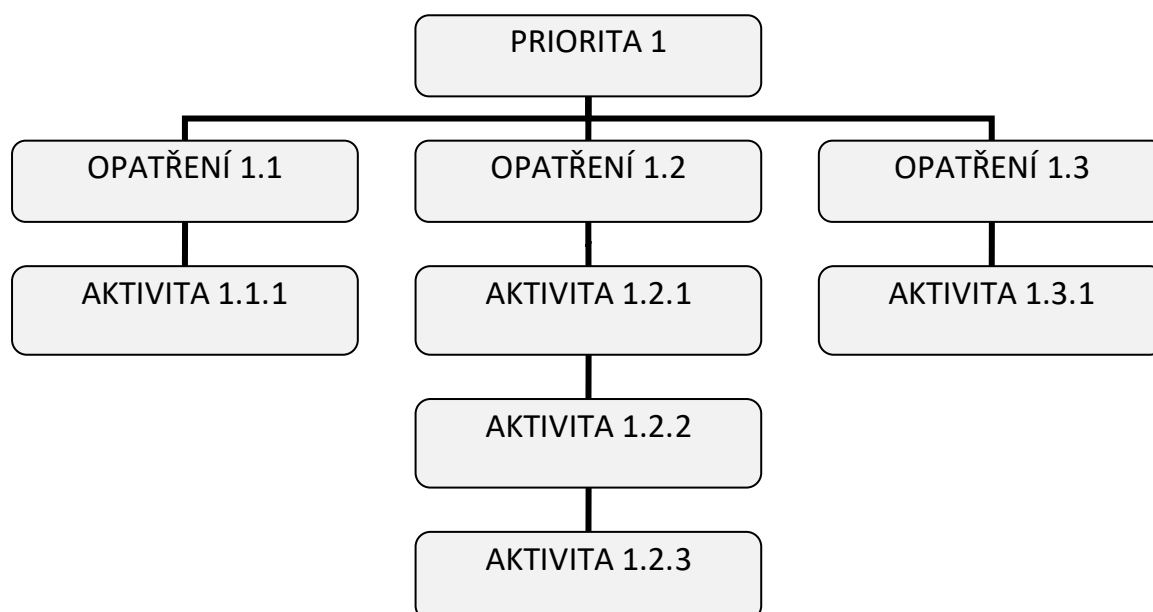 PRIORITA 1
OPATŘENÍ 1.1
OPATŘENÍ 1.2
OPATŘENÍ 1.3
AKTIVITA 1.1.1
AKTIVITA 1.2.1
AKTIVITA 1.3.1
AKTIVITA 1.2.2
AKTIVITA 1.2.3